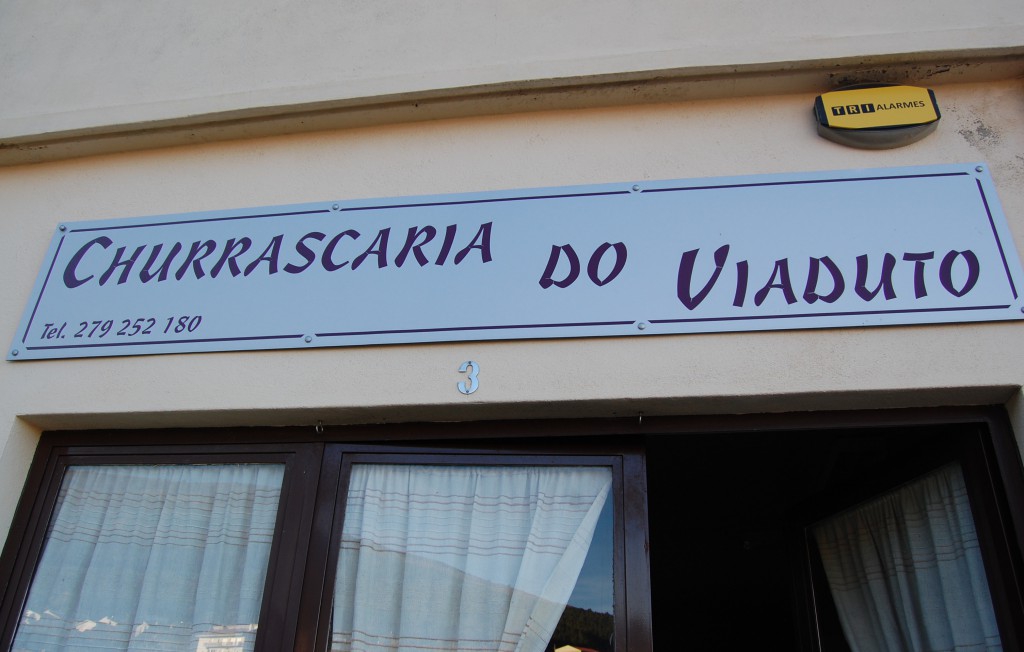 TRI ALARMES
CHURRASCARIA DO VIADUTO
Tel. 279 252 180
3